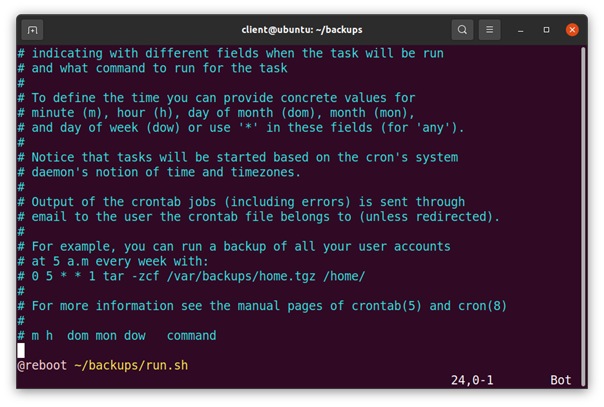 client@ubuntu: ~/backups
# indicating with different fields when the task will be run
# and what command to run for the task
#
# To define the time you can provide concrete values for
# minute (m), hour (h), day of month (dom), month (mon),
# and day of week (dow) or use '*' in these fields (for 'any').
#
# Notice that tasks will be started based on the cron's system
# daemon's notion of time and timezones.
#
# Output of the crontab jobs (including errors) is sent through
# email to the user the crontab file belongs to (unless redirected).
#
# For example, you can run a backup of all your user accounts
# at 5 a.m every week with:
# 0 5 * * 1 tar -zcf /var/backups/home.tgz /home/
#
# For more information see the manual pages of crontab(5) and cron(8)
#
# m h  dom mon dow   command
@reboot ~/backups/run.sh
24,0-1 Bot